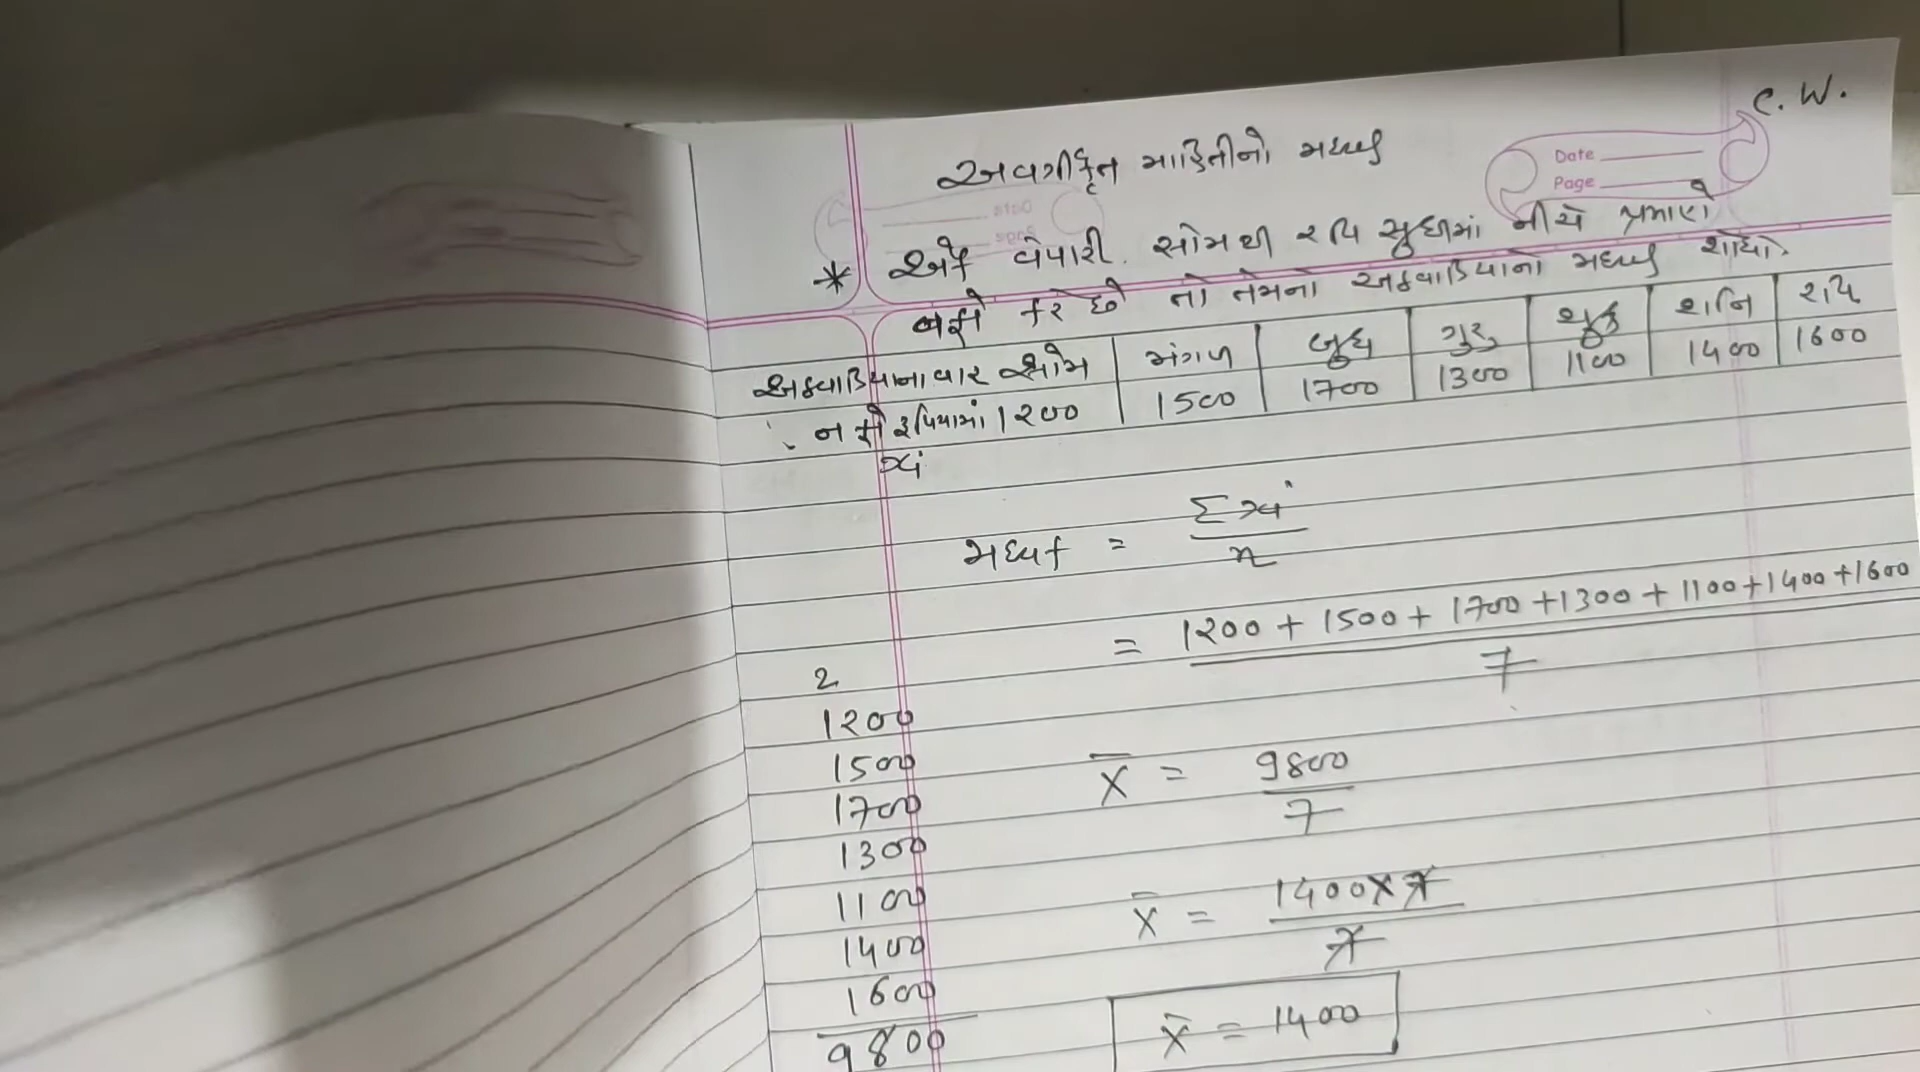 C. W.
અવર્ગીકૃત માહિતીનો મધ્યક
Date
Page
* એક વેપારી સોમથી રવિ સુધીમાં નીચે પ્રમાણે
નફો કરે છે તો તેમનો અઠવાડિયાનો મધ્યક શોધો.
અઠવાડિયાના વાર સોમ મંગળ બુધ ગુરુ શુક્ર શનિ રવિ
નફો રૂપિયામાં 1200 1500 1700 1300 1100 1400 1600
xi
મધ્યક = Σxi / n
= 1200 + 1500 + 1700 + 1300 + 1100 + 1400 + 1600 / 7
2
1200
1500
1700
1300
1100
1400
1600
9800
X̄ = 9800 / 7
X̄ = 1400 x 7 / 7
X̄ = 1400